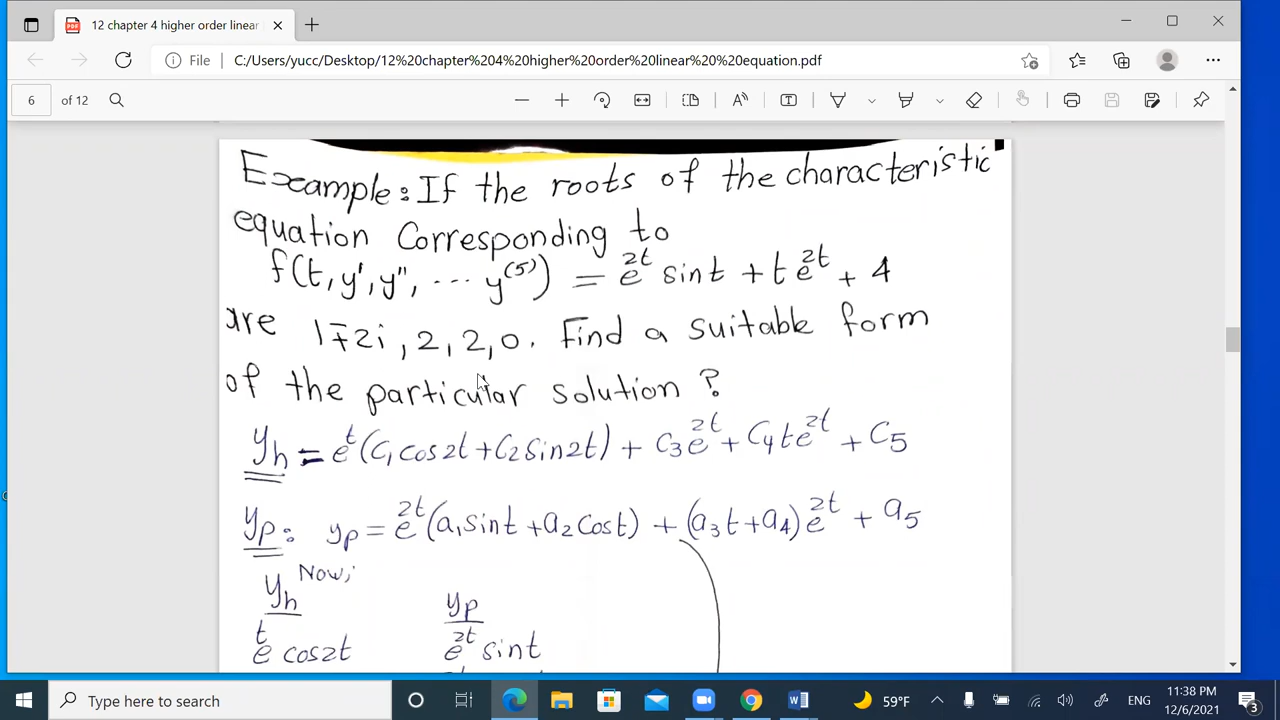 12 chapter 4 higher order linear
File
C:/Users/yucc/Desktop/12%20chapter%204%20higher%20order%20linear%20%20equation.pdf
6 of 12
Example: If the roots of the characteristic
equation Corresponding to
f(t, y', y'', ... y^(5)) = e^2t sin t + t e^2t + 4
are 1∓2i, 2, 2, 0. Find a suitable form
of the particular solution ?
yh = e^t (C1 cos2t + C2 sin2t) + C3 e^2t + C4 t e^2t + C5
yp: yp = e^2t (a1 sint + a2 cost) + (a3t + a4) e^2t + a5
Now;
yh yp
e^t cos2t e^2t sint
Type here to search
59°F
ENG
11:38 PM
12/6/2021
3